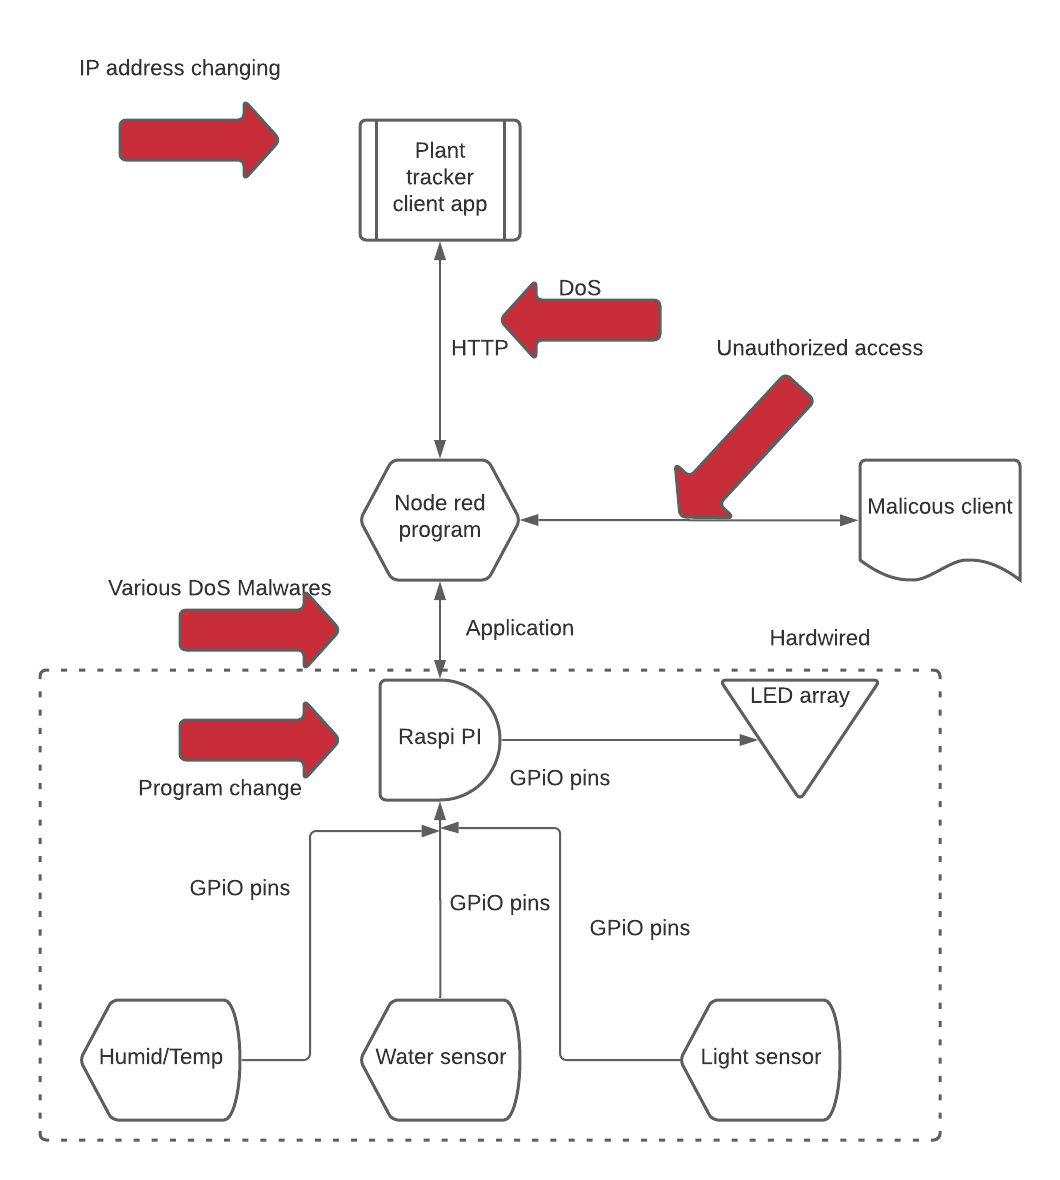 IP address changing
Plant
tracker
client app
DoS
HTTP
Unauthorized access
Node red
program
Malicous client
Various DoS Malwares
Application
Hardwired
LED array
Raspi PI
GPiO pins
Program change
GPiO pins
GPiO pins
GPiO pins
Humid/Temp
Water sensor
Light sensor